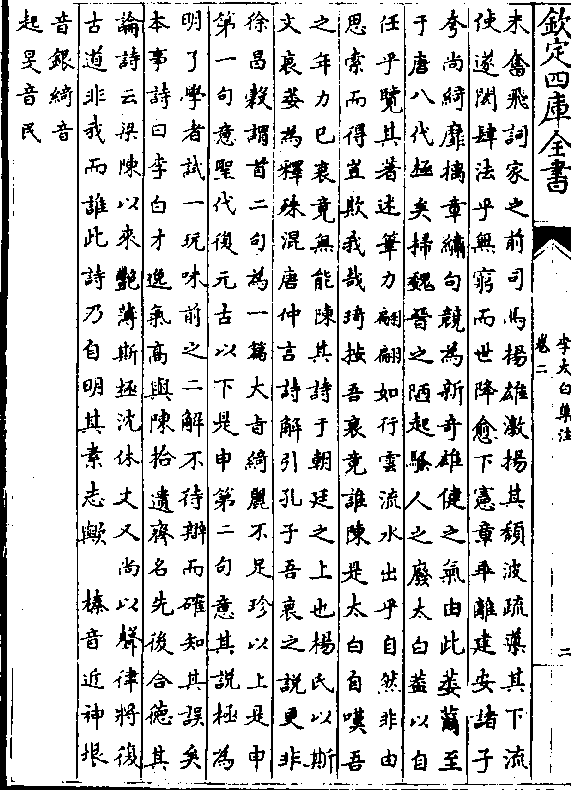 欽定四庫全書
李太白集注
卷二
二
未奮飛詞家之前司馬揚雄激揚其頽波疏導其下流
使遂閎肆法乎無窮而世降愈下憲章乖離建安諸子
夸尚綺靡摛章繡句競為新奇雄健之氣由此萎薾至
于唐八代極矣掃魏晉之陋起騷人之廢太白葢以自
任乎覽其著述筆力翩翩如行雲流水出乎自然非由
思索而得豈欺我哉琦按吾衰竟誰陳是太白自嘆吾
之年力已衰竟無能陳其詩于朝廷之上也楊氏以斯
文衰萎為釋殊混唐仲言詩解引孔子吾衰之說更非
徐昌榖謂首二句為一篇大㫖綺麗不足珍以上是申
第一句意聖代復元古以下是申第二句意其說極為
明了學者試一玩味前之二解不待辨而確知其誤矣
本事詩曰李白才逸氣高與陳拾遺齊名先後合德其
論詩云梁陳以來艶薄斯極沈休文又尚以聲律將復
古道非我而誰此詩乃自明其素志歟　榛音近神垠
音銀綺音
起旻音民